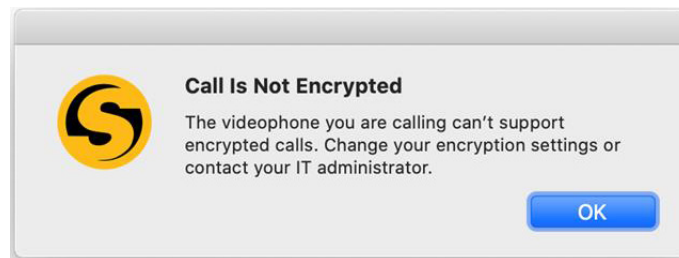 Call Is Not Encrypted
The videophone you are calling can’t support
encrypted calls. Change your encryption settings or
contact your IT administrator.
OK